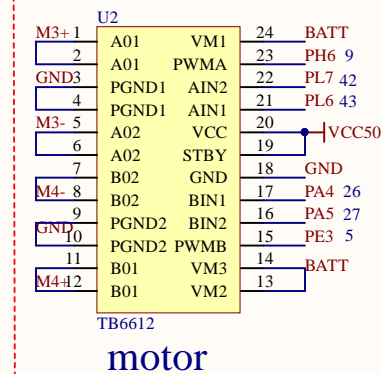 U2
M3+ 1 A01 VM1 24 BATT
2 A01 PWMA 23 PH6 9
GND 3 PGND1 AIN2 22 PL7 42
4 PGND1 AIN1 21 PL6 43
M3- 5 A02 VCC 20 VCC50
6 A02 STBY 19
7 B02 GND 18 GND
M4- 8 B02 BIN1 17 PA4 26
9 PGND2 BIN2 16 PA5 27
GND 10 PGND2 PWMB 15 PE3 5
11 B01 VM3 14 BATT
M4+ 12 B01 VM2 13
TB6612
motor